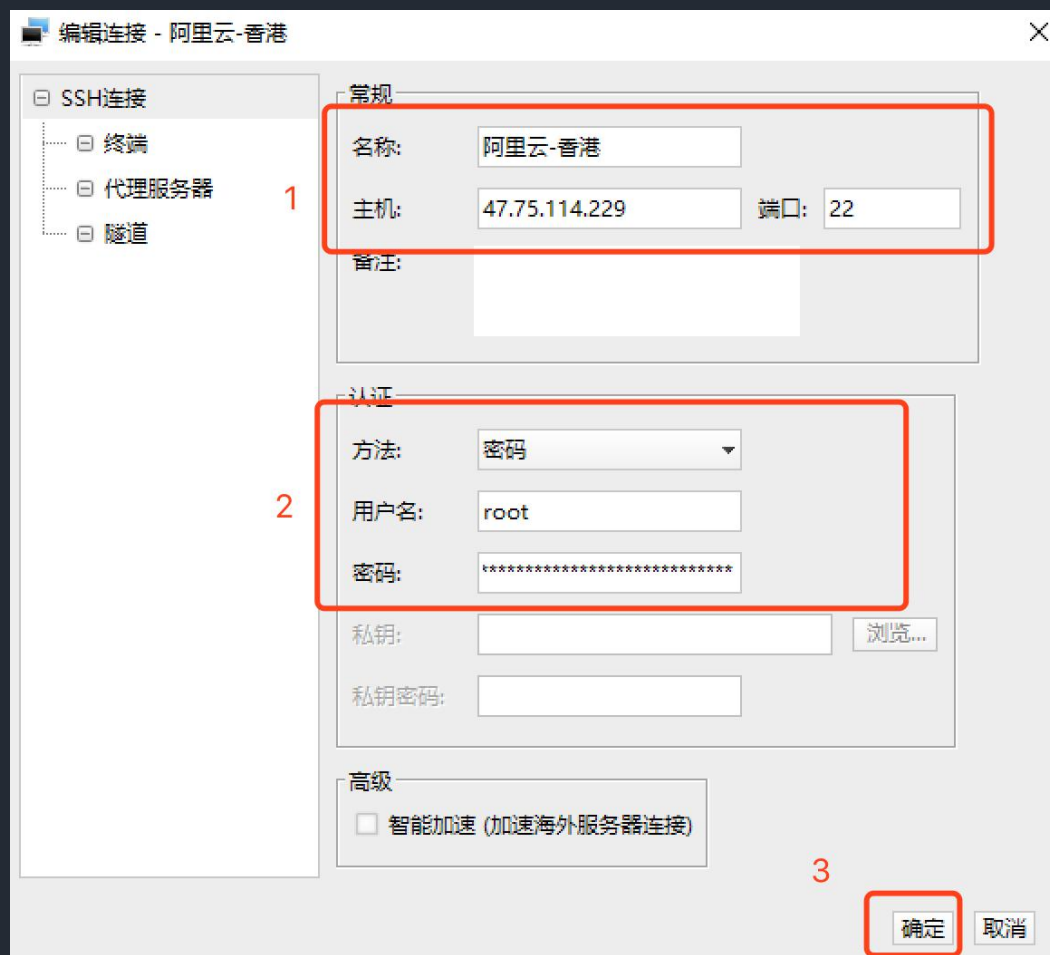 编辑连接 - 阿里云-香港
SSH连接
终端
代理服务器
隧道
1
常规
名称: 阿里云-香港
主机: 47.75.114.229 端口: 22
备注:
认证
2
方法: 密码
用户名: root
密码: ****************************
私钥: 浏览...
私钥密码:
高级
智能加速 (加速海外服务器连接)
3
确定 取消